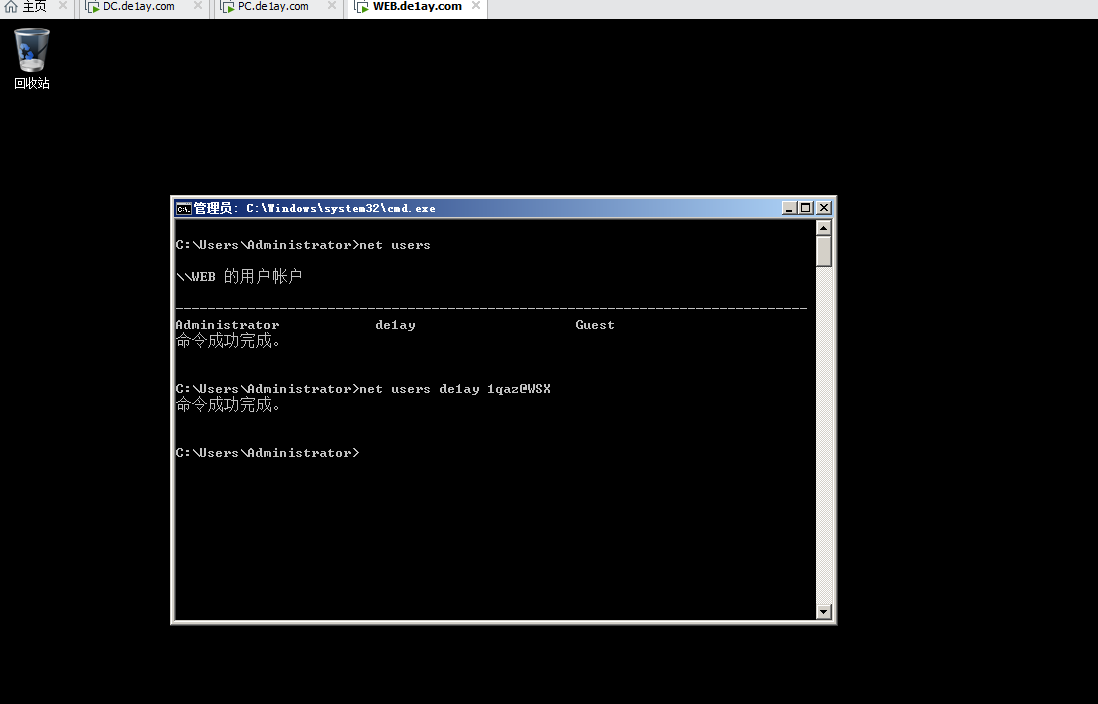 主页
DC.de1ay.com
PC.de1ay.com
WEB.de1ay.com
回收站
管理员: C:\Windows\system32\cmd.exe
C:\Users\Administrator>net users
\\WEB 的用户帐户
-------------------------------------------------------------------------------
Administrator de1ay Guest
命令成功完成。
C:\Users\Administrator>net users de1ay 1qaz@WSX
命令成功完成。
C:\Users\Administrator>